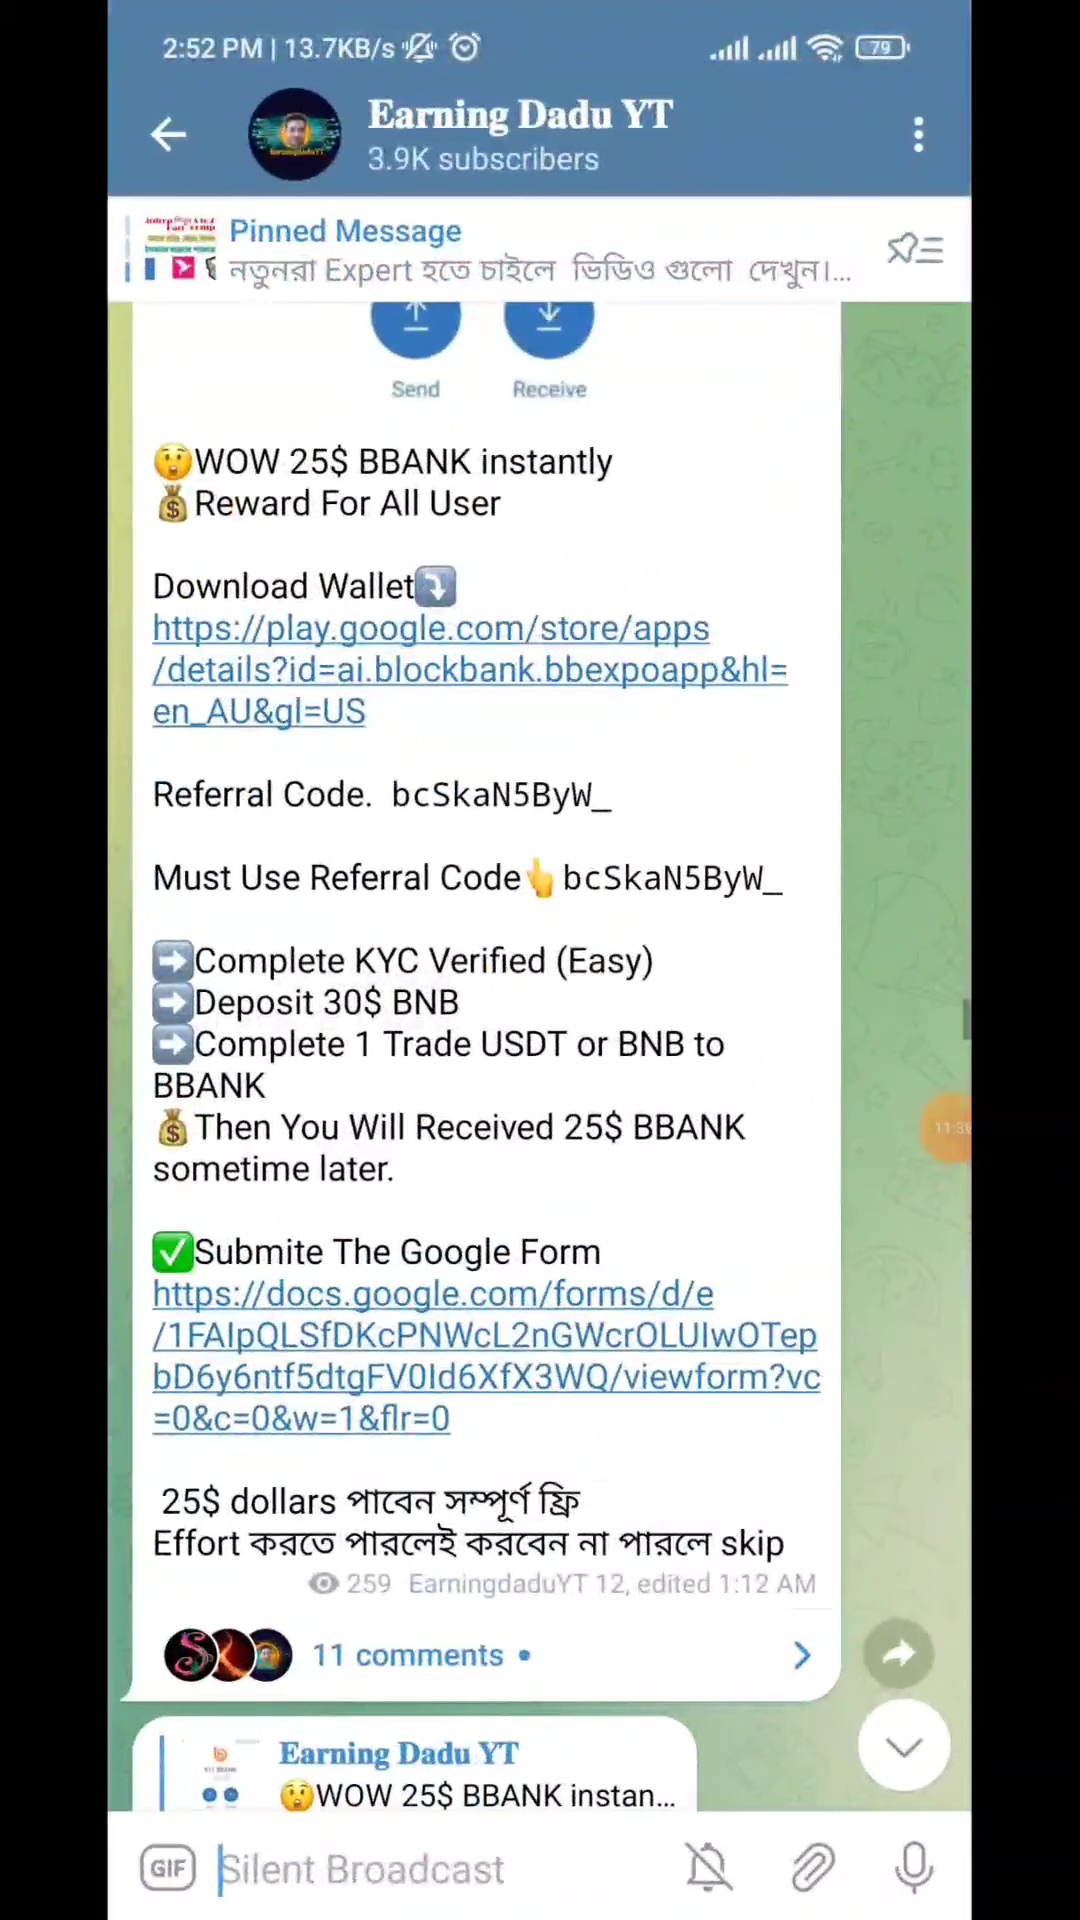 2:52 PM | 13.7KB/s
79
Earning Dadu YT
3.9K subscribers
Pinned Message
নতুনরা Expert হতে চাইলে ভিডিও গুলো দেখুন।...
Send
Receive
😲WOW 25$ BBANK instantly
💰Reward For All User
Download Wallet⤵️
https://play.google.com/store/apps
/details?id=ai.blockbank.bbexpoapp&hl=
en_AU&gl=US
Referral Code. bcSkaN5ByW_
Must Use Referral Code👆bcSkaN5ByW_
➡️Complete KYC Verified (Easy)
➡️Deposit 30$ BNB
➡️Complete 1 Trade USDT or BNB to
BBANK
💰Then You Will Received 25$ BBANK
sometime later.
✅Submite The Google Form
https://docs.google.com/forms/d/e
/1FAIpQLSfDKcPNWcL2nGWcrOLUIwOTep
bD6y6ntf5dtgFV0Id6XfX3WQ/viewform?vc
=0&c=0&w=1&flr=0
25$ dollars পাবেন সম্পূর্ণ ফ্রি
Effort করতে পারলেই করবেন না পারলে skip
259 EarningdaduYT 12, edited 1:12 AM
11 comments
Earning Dadu YT
😲WOW 25$ BBANK instan...
GIF
Silent Broadcast